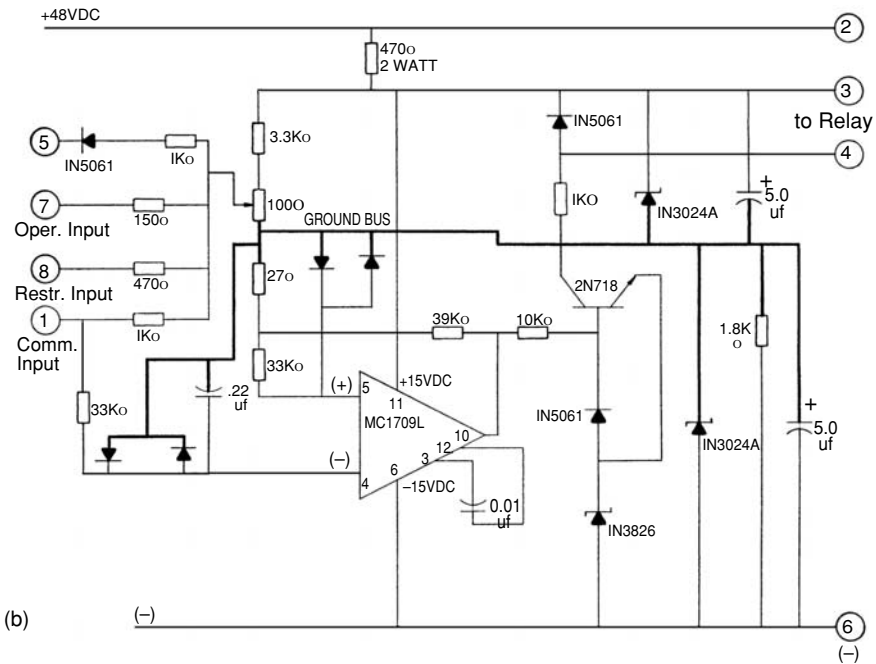 +48VDC
2
470o
2 WATT
3
to Relay
5
IN5061
IKo
3.3Ko
IN5061
4
7
Oper. Input
150o
100o
GROUND BUS
IKO
IN3024A
+
5.0
uf
8
Restr. Input
470o
27o
2N718
1
Comm.
Input
IKo
39Ko
10Ko
1.8K
o
33Ko
.22
uf
33Ko
(+)
5
+15VDC
11
MC1709L
IN5061
IN3024A
+
5.0
uf
10
12
3
(–)
4
6
–15VDC
0.01
uf
IN3826
(b)
(–)
6
(–)